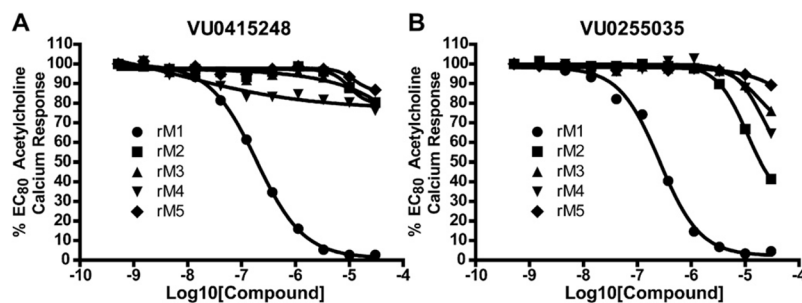 A
VU0415248
% EC80 Acetylcholine
Calcium Response
110
100
90
80
70
60
50
40
30
20
10
0
rM1
rM2
rM3
rM4
rM5
-10 -9 -8 -7 -6 -5 -4
Log10[Compound]
B
VU0255035
% EC80 Acetylcholine
Calcium Response
110
100
90
80
70
60
50
40
30
20
10
0
rM1
rM2
rM3
rM4
rM5
-10 -9 -8 -7 -6 -5 -4
Log10[Compound]